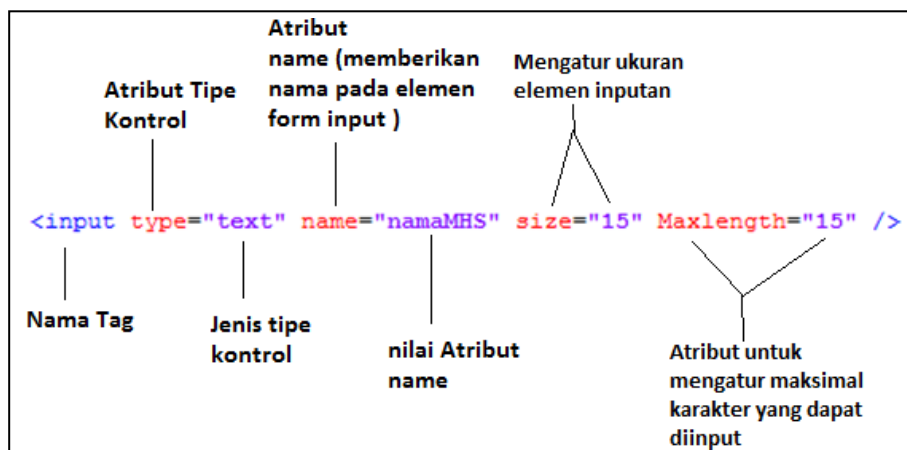 Atribut
name (memberikan
nama pada elemen
form input )
Atribut Tipe
Kontrol
Mengatur ukuran
elemen inputan
<input type="text" name="namaMHS" size="15" Maxlength="15" />
Nama Tag
Jenis tipe
kontrol
nilai Atribut
name
Atribut untuk
mengatur maksimal
karakter yang dapat
diinput